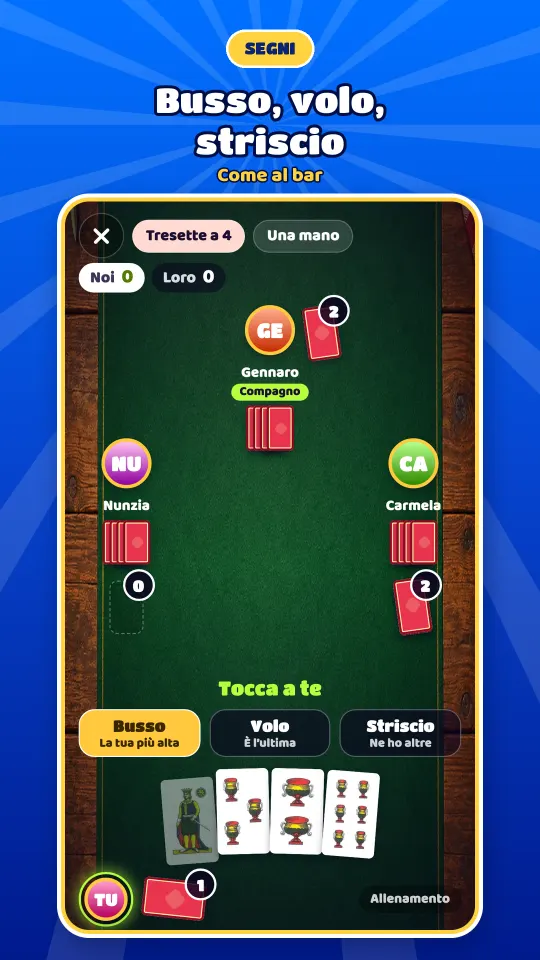 SEGNI
Busso, volo,
striscio
Come al bar
Tresette a 4
Una mano
Noi 0
Loro 0
GE
2
Gennaro
Compagno
NU
CA
Nunzia
Carmela
0
2
Tocca a te
Busso
La tua più alta
Volo
È l'ultima
Striscio
Ne ho altre
TU
1
Allenamento